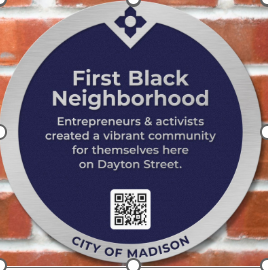 First Black
Neighborhood
Entrepreneurs & activists
created a vibrant community
for themselves here
on Dayton Street.
CITY OF MADISON